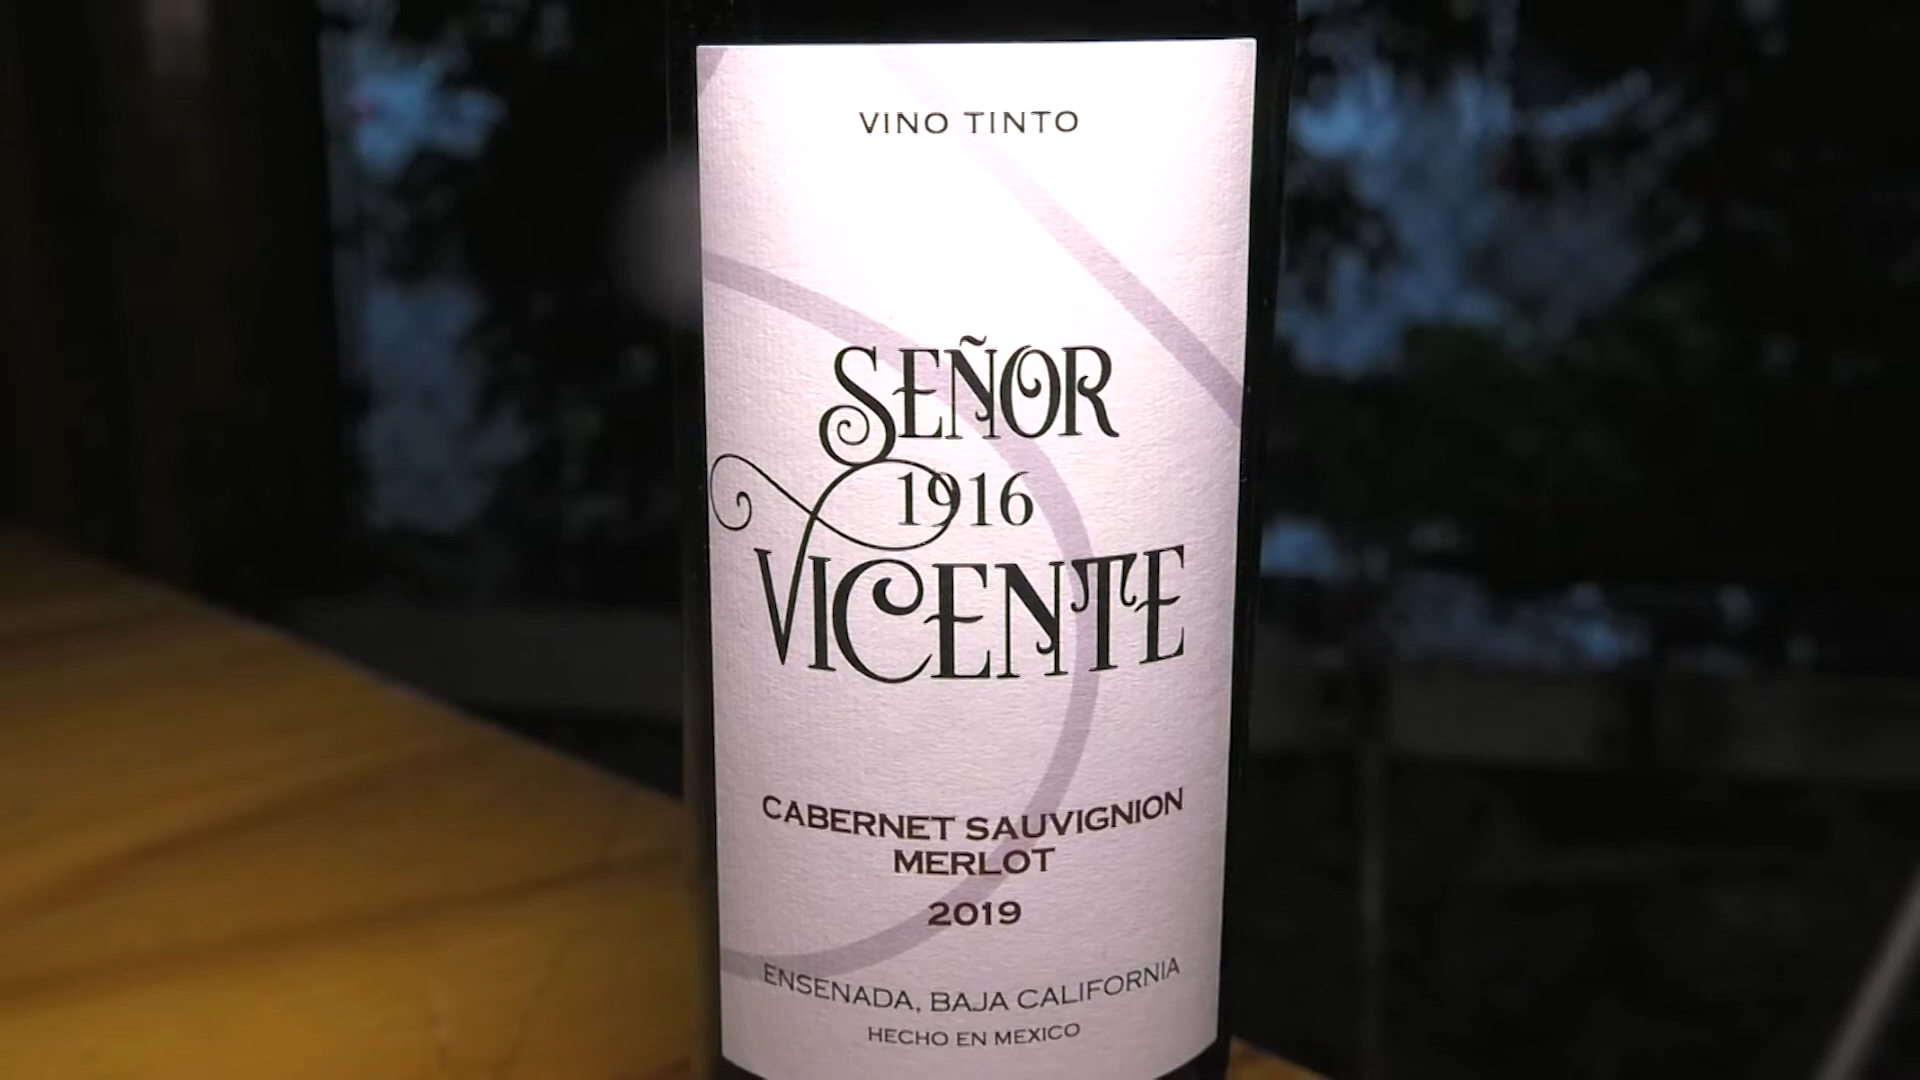 VINO TINTO
SEÑOR
1916
VICENTE
CABERNET SAUVIGNION
MERLOT
2019
ENSENADA, BAJA CALIFORNIA
HECHO EN MEXICO